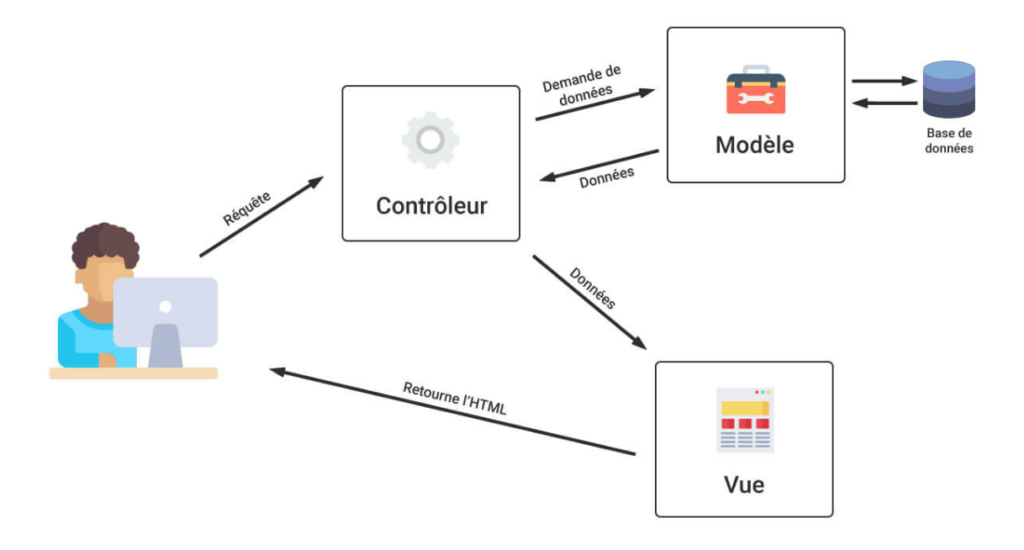 Demande de
données
Modèle
Base de
données
Données
Contrôleur
Réquête
Données
Retourne l'HTML
Vue